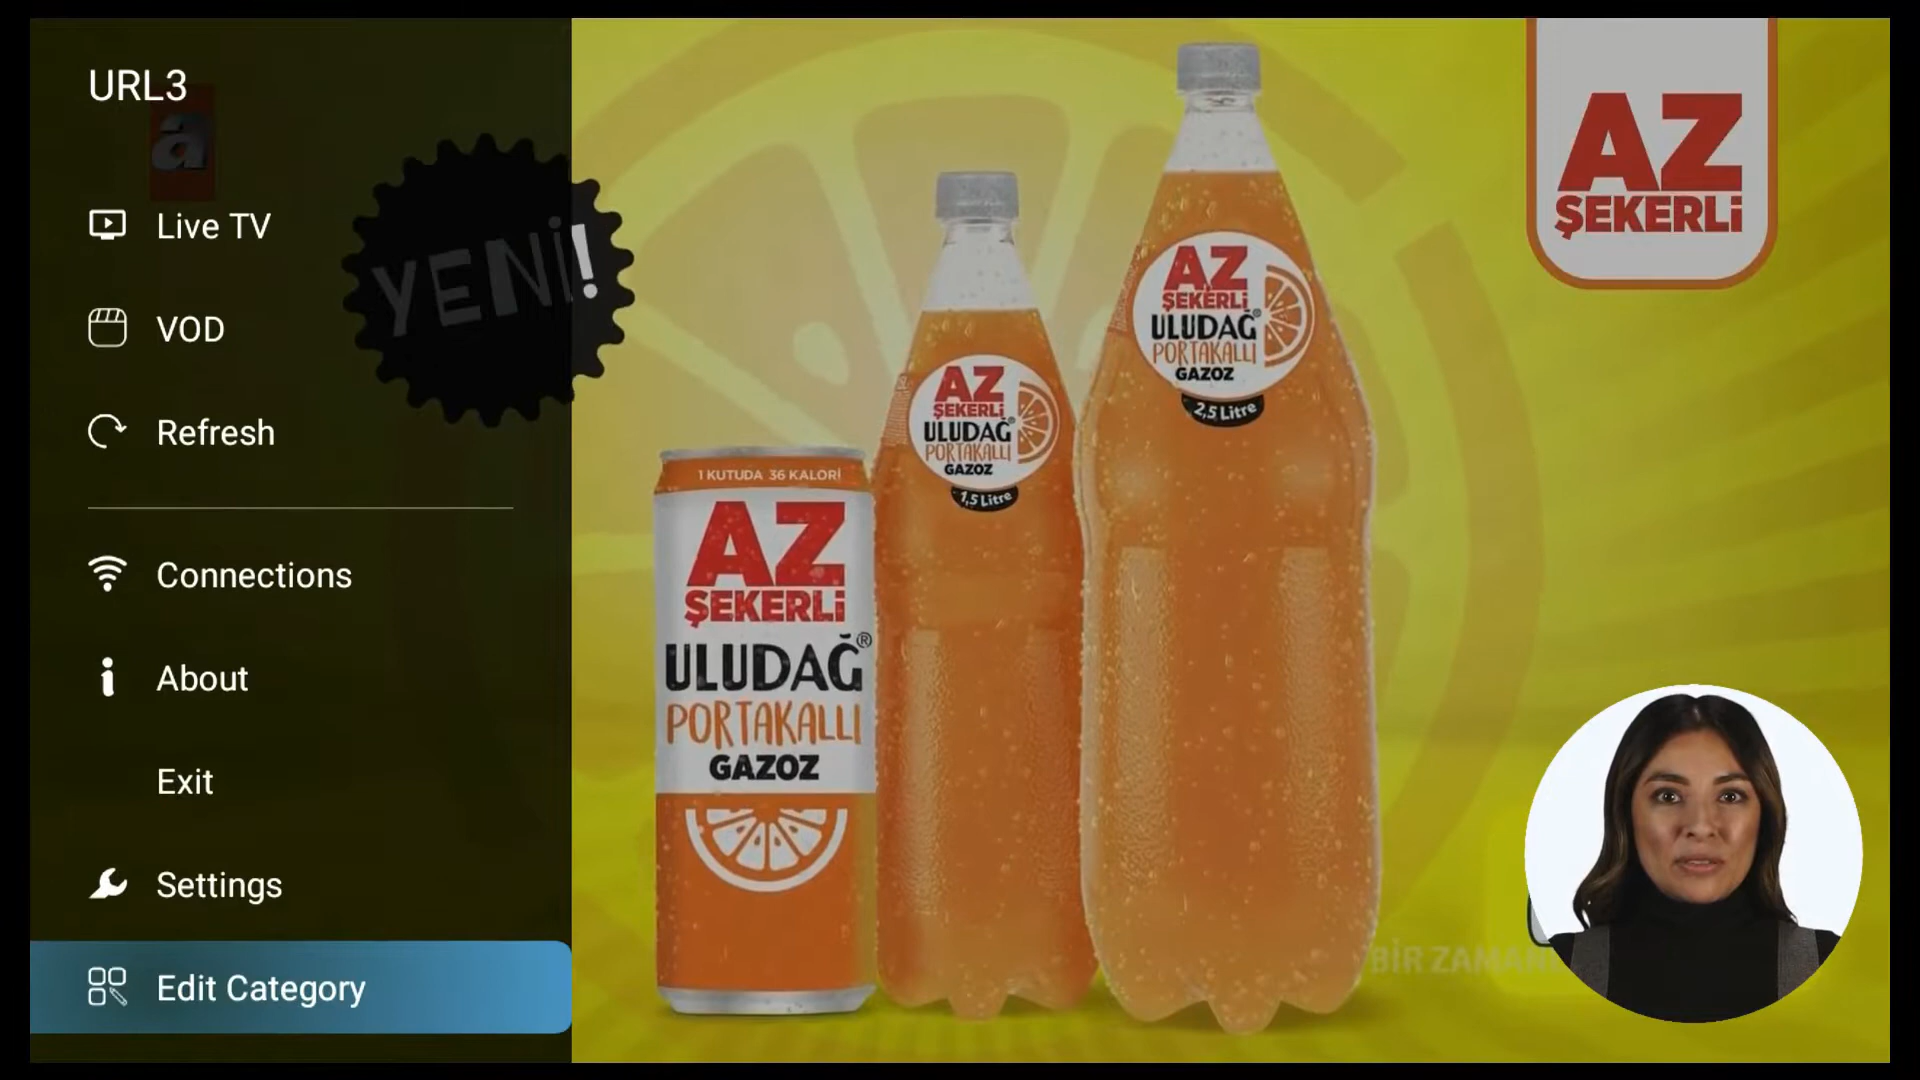 URL3
a
Live TV
VOD
Refresh
Connections
About
Exit
Settings
Edit Category
YENİ!
1 KUTUDA 36 KALORİ
AZ
ŞEKERLİ
ULUDAĞ®
PORTAKALLI
GAZOZ
AZ
ŞEKERLİ
ULUDAĞ®
PORTAKALLI
GAZOZ
1,5 Litre
AZ
ŞEKERLİ
ULUDAĞ®
PORTAKALLI
GAZOZ
2,5 Litre
AZ
ŞEKERLİ
BİR